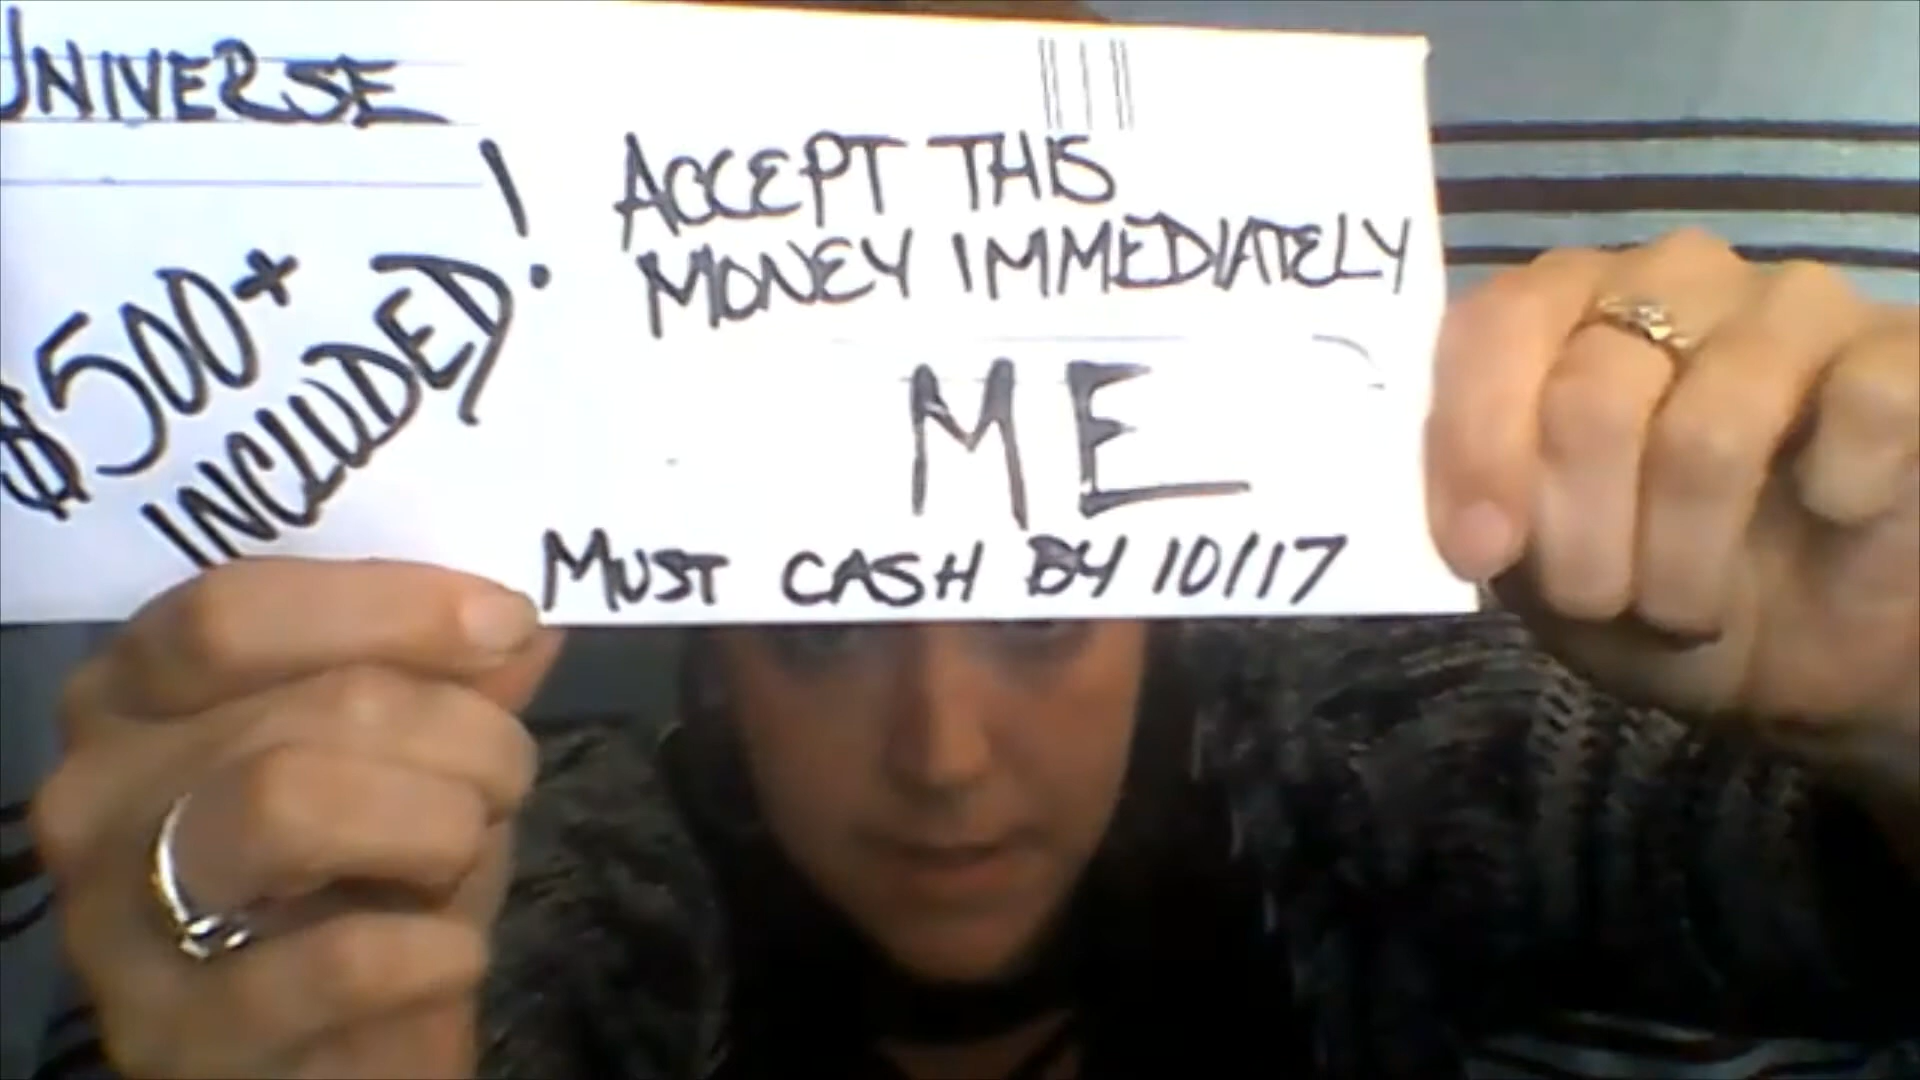 UNIVERSE
$500+
INCLUDED!
ACCEPT THIS
MONEY IMMEDIATELY
ME
MUST CASH BY 10/17